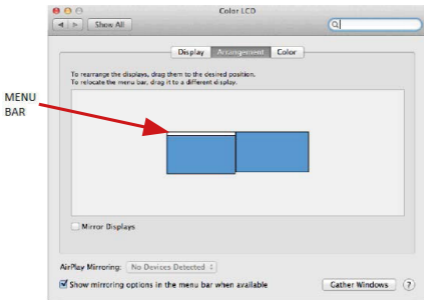 Color LCD
Show All
Display Arrangement Color
To rearrange the displays, drag them to the desired position.
To relocate the menu bar, drag it to a different display.
MENU
BAR
Mirror Displays
AirPlay Mirroring: No Devices Detected
Show mirroring options in the menu bar when available
Gather Windows ?